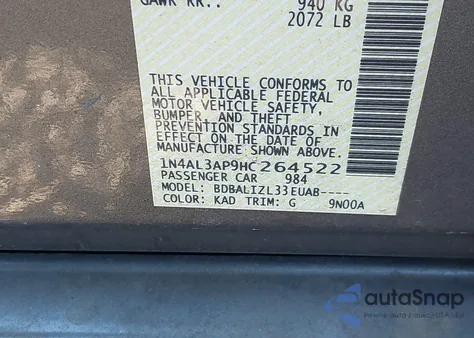 GAWR RR.: 940 KG
2072 LB
THIS VEHICLE CONFORMS TO
ALL APPLICABLE FEDERAL
MOTOR VEHICLE SAFETY,
BUMPER, AND THEFT
PREVENTION STANDARDS IN
EFFECT ON THE DATE OF
MANUFACTURE SHOWN ABOVE.
1N4AL3AP9HC264522
PASSENGER CAR 984
MODEL: BDBALIZL33EUAB----
COLOR: KAD TRIM: G 9N00A
autoSnap